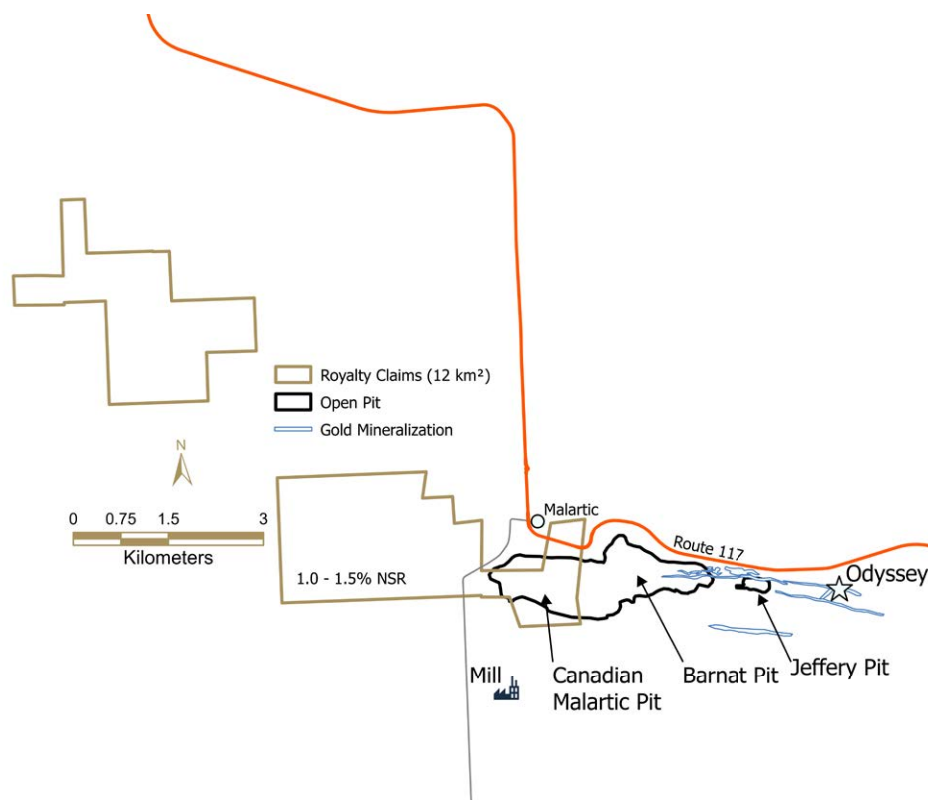 Royalty Claims (12 km²)
Open Pit
Gold Mineralization
N
0 0.75 1.5 3
Kilometers
Malartic
Route 117
1.0 - 1.5% NSR
Odyssey
Mill
Canadian
Malartic Pit
Barnat Pit
Jeffery Pit